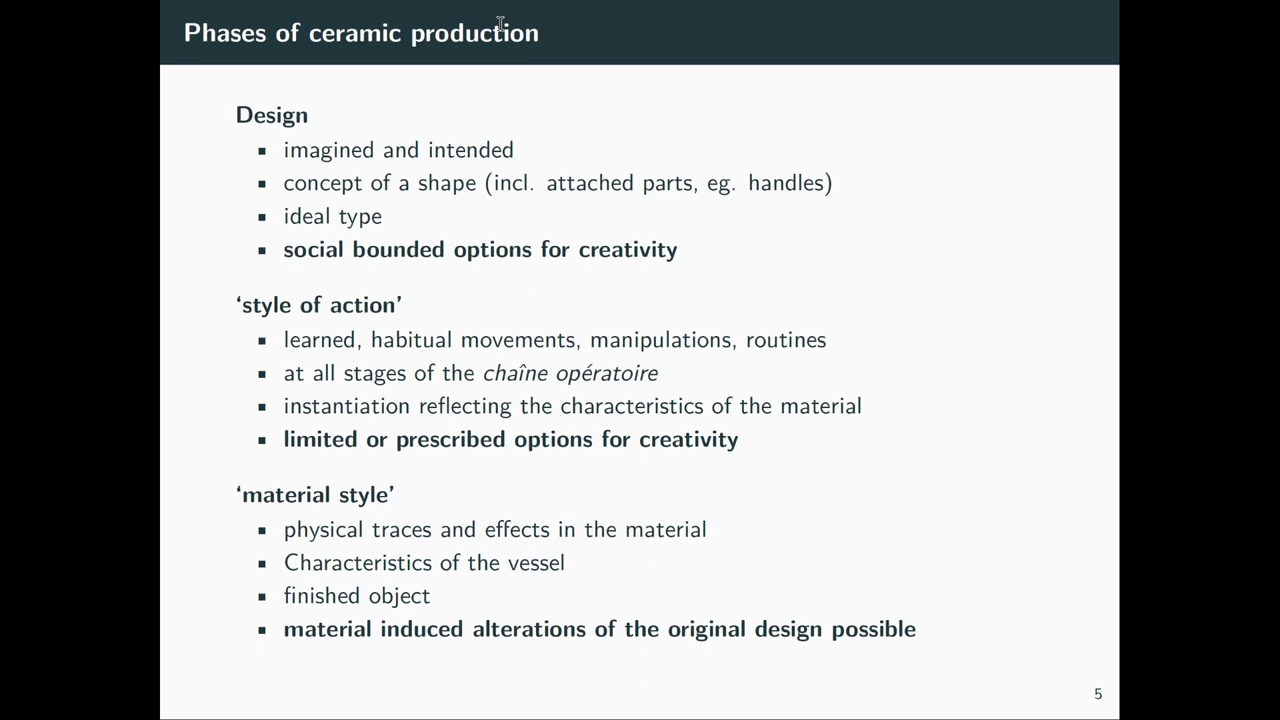 Phases of ceramic production
Design
▪ imagined and intended
▪ concept of a shape (incl. attached parts, eg. handles)
▪ ideal type
▪ social bounded options for creativity
‘style of action’
▪ learned, habitual movements, manipulations, routines
▪ at all stages of the chaîne opératoire
▪ instantiation reflecting the characteristics of the material
▪ limited or prescribed options for creativity
‘material style’
▪ physical traces and effects in the material
▪ Characteristics of the vessel
▪ finished object
▪ material induced alterations of the original design possible
5